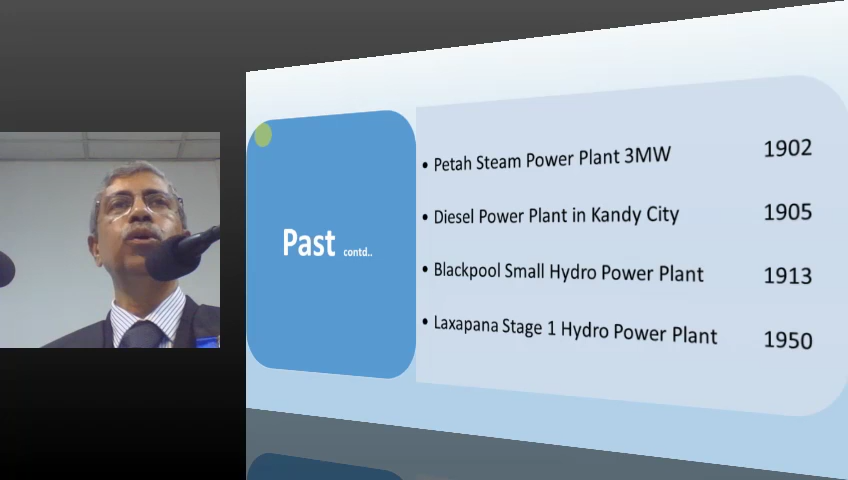 Past contd..
• Petah Steam Power Plant 3MW 1902
• Diesel Power Plant in Kandy City 1905
• Blackpool Small Hydro Power Plant 1913
• Laxapana Stage 1 Hydro Power Plant 1950